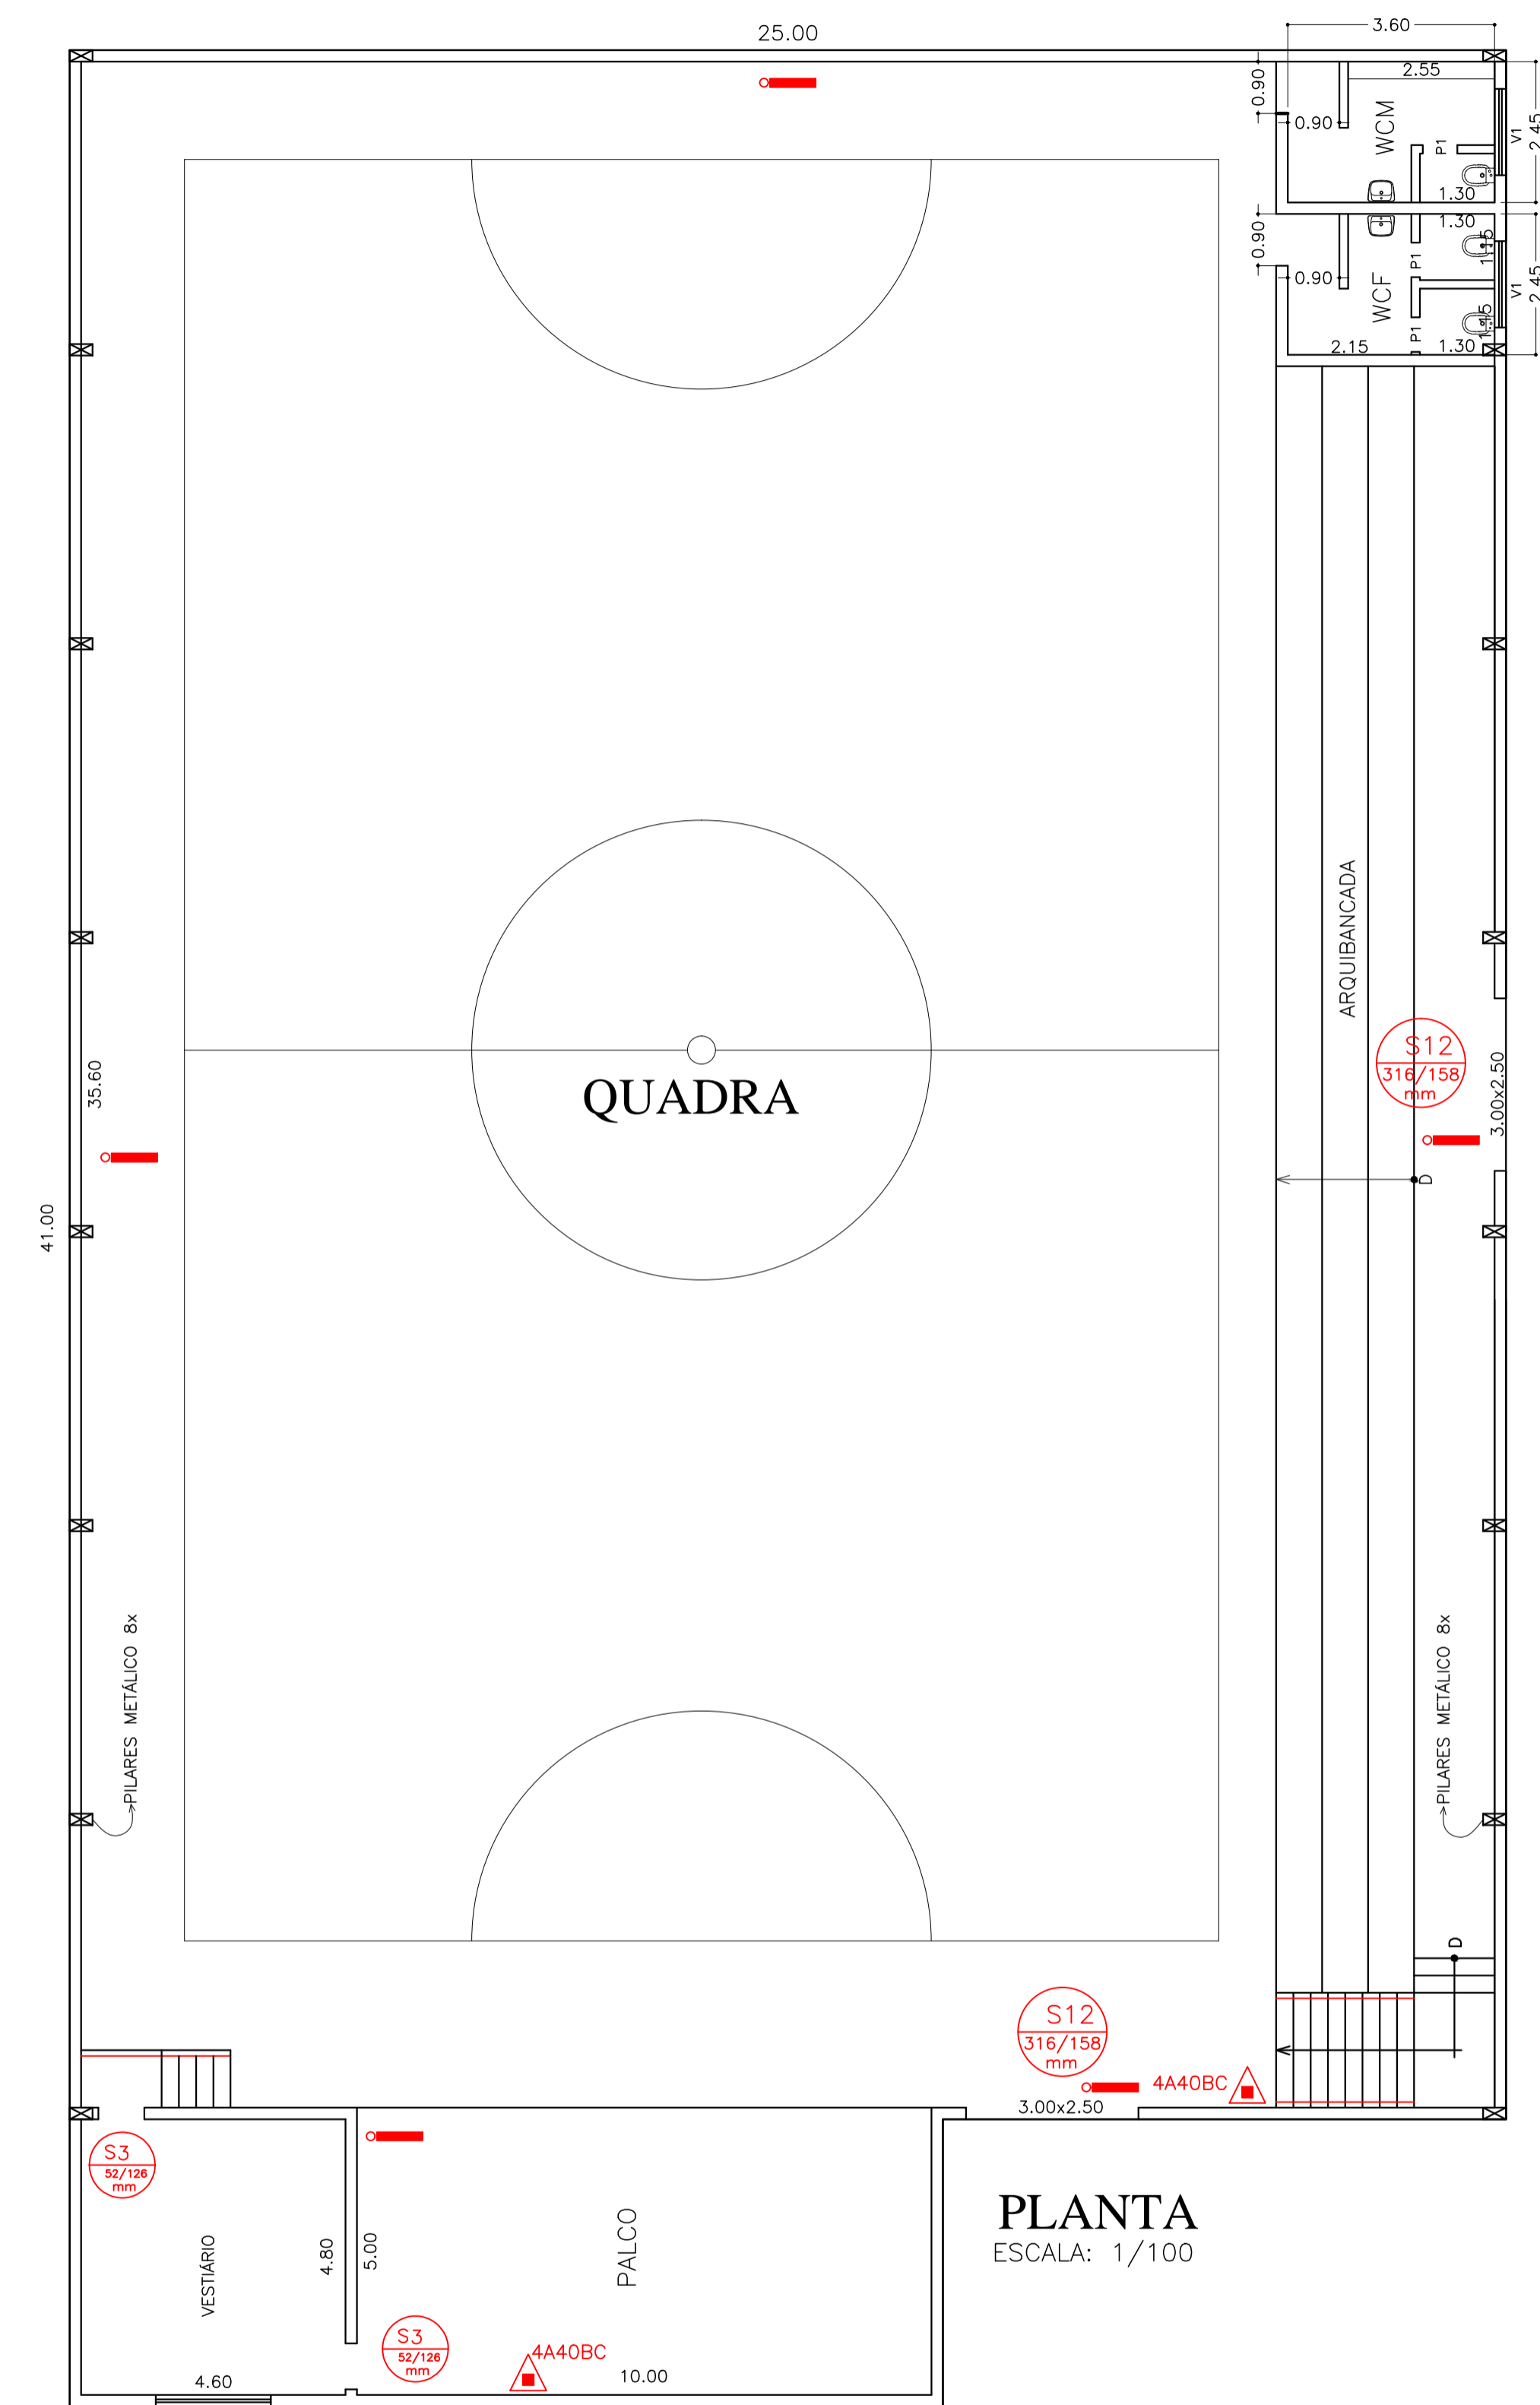 25.00
3.60
0.90
2.55
0.90
WCM
P1
V1
2.45
1.30
1.30
0.90
0.90
WCF
P1
P1
V1
2.45
2.15
1.30
ARQUIBANCADA
S12
316/158
mm
3.00x2.50
D
QUADRA
35.60
41.00
PILARES METÁLICO 8x
PILARES METÁLICO 8x
D
S12
316/158
mm
4A40BC
3.00x2.50
S3
52/126
mm
VESTIÁRIO
4.80
5.00
PALCO
S3
52/126
mm
4A40BC
4.60
10.00
PLANTA
ESCALA: 1/100